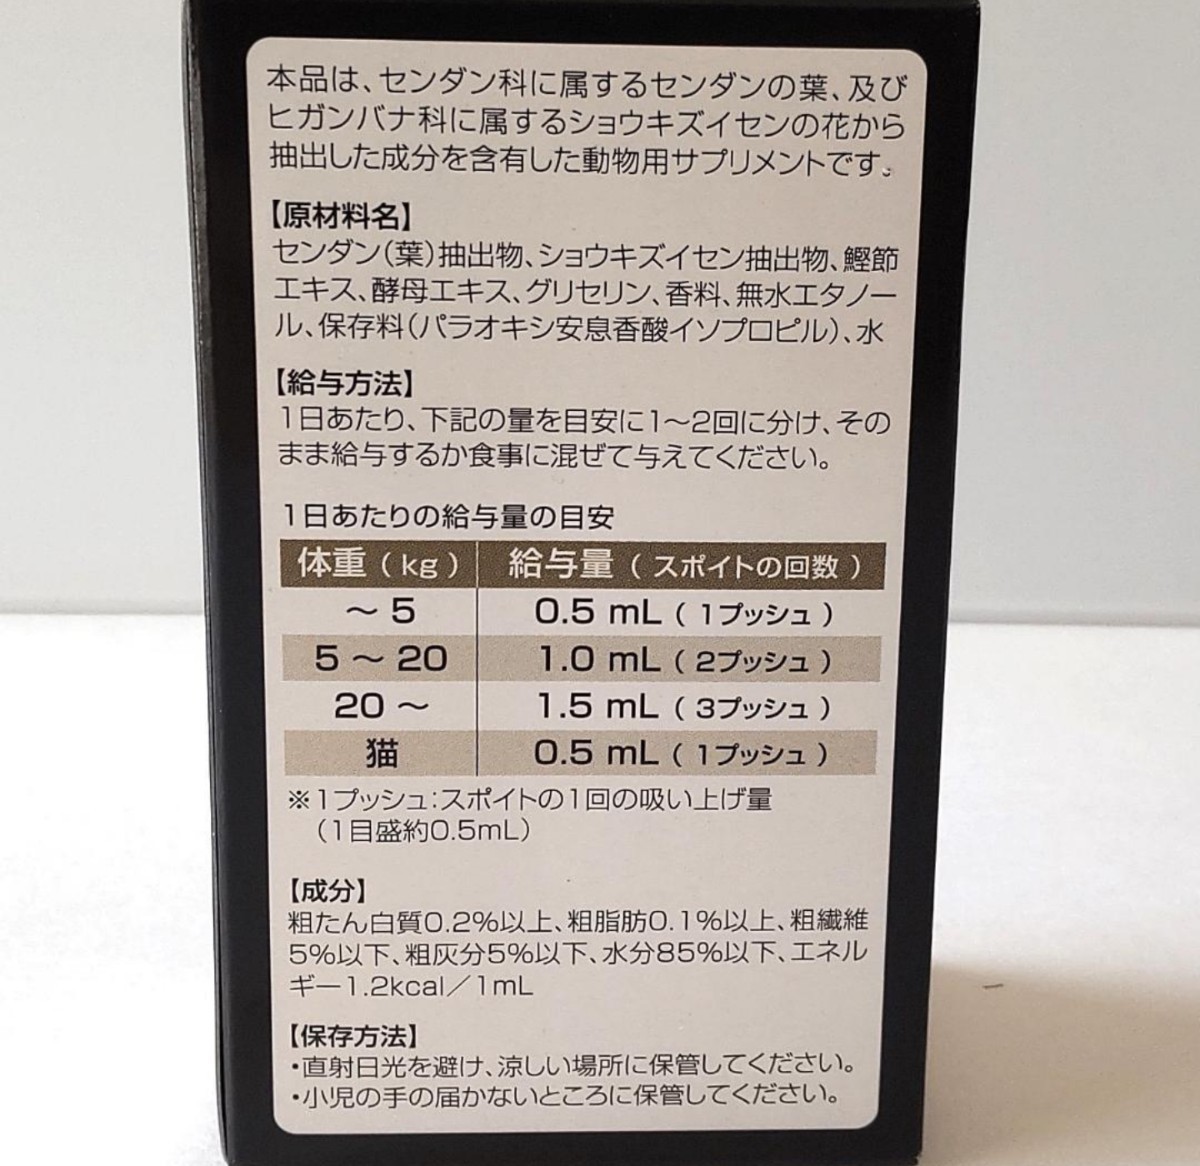 本品は、センダン科に属するセンダンの葉、及び
ヒガンバナ科に属するショウキズイセンの花から
抽出した成分を含有した動物用サプリメントです。
【原材料名】
センダン(葉)抽出物、ショウキズイセン抽出物、鰹節
エキス、酵母エキス、グリセリン、香料、無水エタノー
ル、保存料(パラオキシ安息香酸イソプロピル)、水
【給与方法】
1日あたり、下記の量を目安に1〜2回に分け、その
まま給与するか食事に混ぜて与えてください。
1日あたりの給与量の目安
体重(kg) 給与量(スポイトの回数)
〜5 0.5 mL(1プッシュ)
5〜20 1.0 mL(2プッシュ)
20〜 1.5 mL(3プッシュ)
猫 0.5 mL(1プッシュ)
※1プッシュ:スポイトの1回の吸い上げ量
(1目盛約0.5mL)
【成分】
粗たん白質0.2%以上、粗脂肪0.1%以上、粗繊維
5%以下、粗灰分5%以下、水分85%以下、エネル
ギー1.2kcal/1mL
【保存方法】
・直射日光を避け、涼しい場所に保管してください。
・小児の手の届かないところに保管してください。